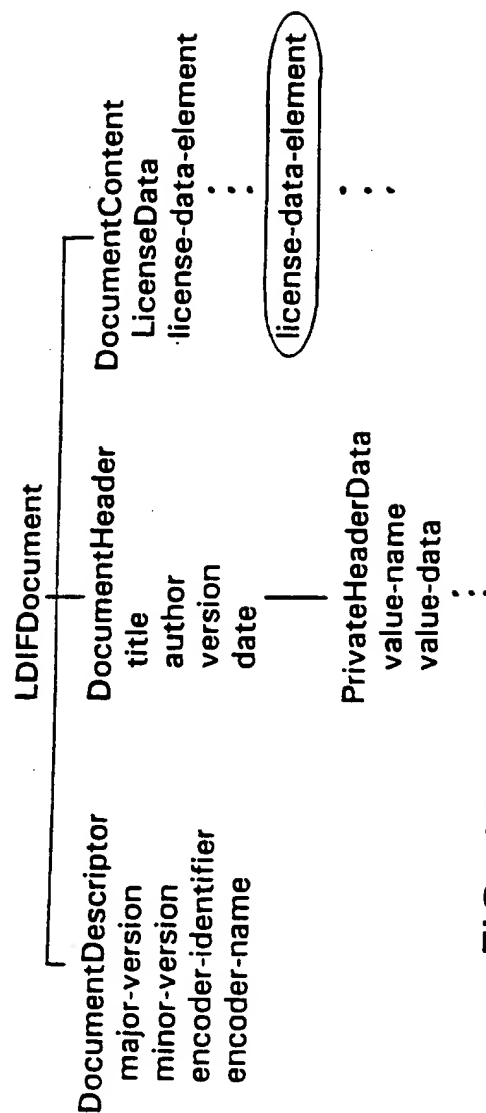 LDIFDocument
DocumentDescriptor
major-version
minor-version
encoder-identifier
encoder-name
DocumentHeader
title
author
version
date
PrivateHeaderData
value-name
value-data
DocumentContent
LicenseData
license-data-element
license-data-element